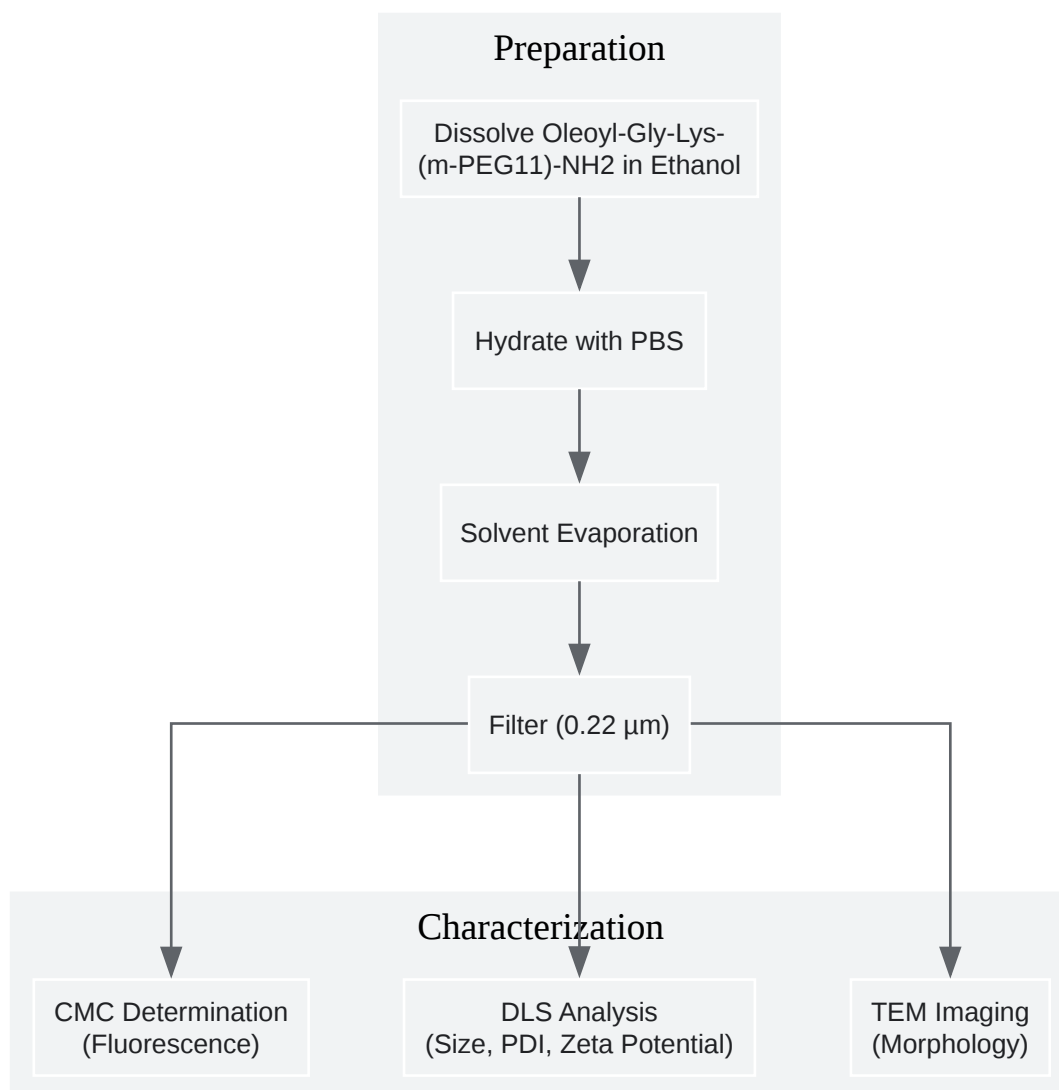 Preparation
Dissolve Oleoyl-Gly-Lys-
(m-PEG11)-NH2 in Ethanol
Hydrate with PBS
Solvent Evaporation
Filter (0.22 µm)
Characterization
CMC Determination
(Fluorescence)
DLS Analysis
(Size, PDI, Zeta Potential)
TEM Imaging
(Morphology)